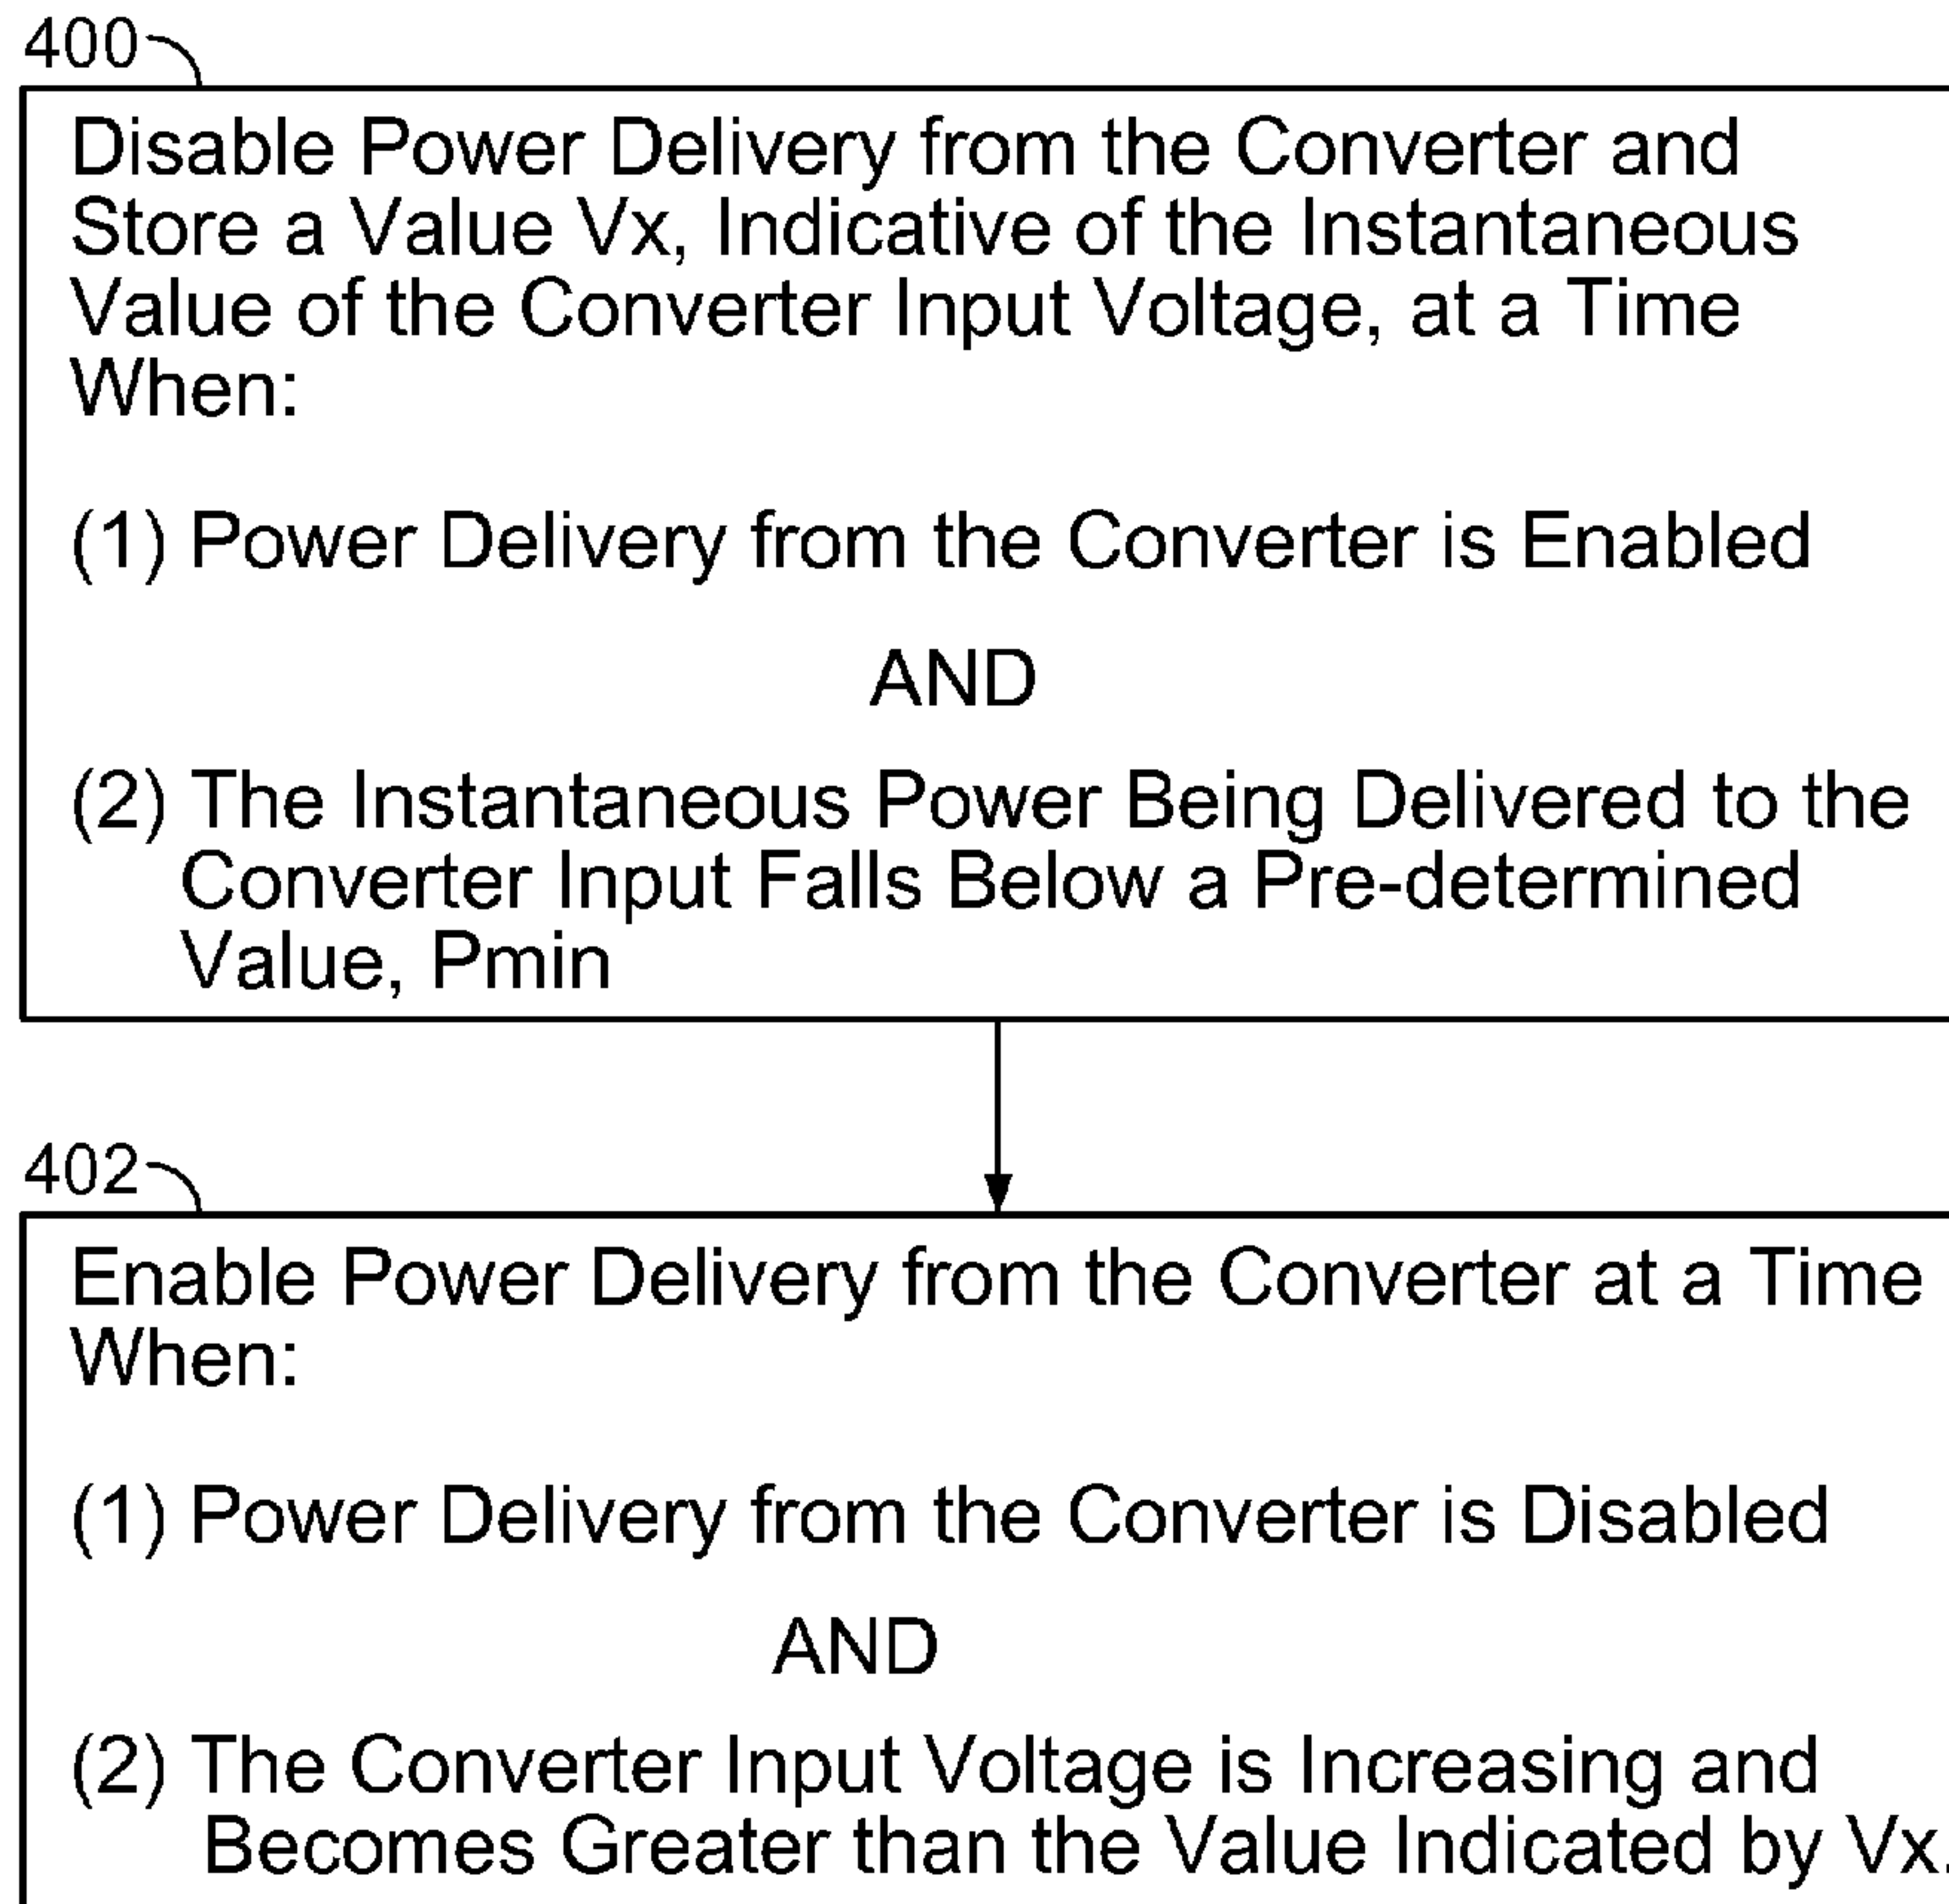 400
Disable Power Delivery from the Converter and
Store a Value Vx, Indicative of the Instantaneous
Value of the Converter Input Voltage, at a Time
When:
(1) Power Delivery from the Converter is Enabled
AND
(2) The Instantaneous Power Being Delivered to the
Converter Input Falls Below a Pre-determined
Value, Pmin
402
Enable Power Delivery from the Converter at a Time
When:
(1) Power Delivery from the Converter is Disabled
AND
(2) The Converter Input Voltage is Increasing and
Becomes Greater than the Value Indicated by Vx.